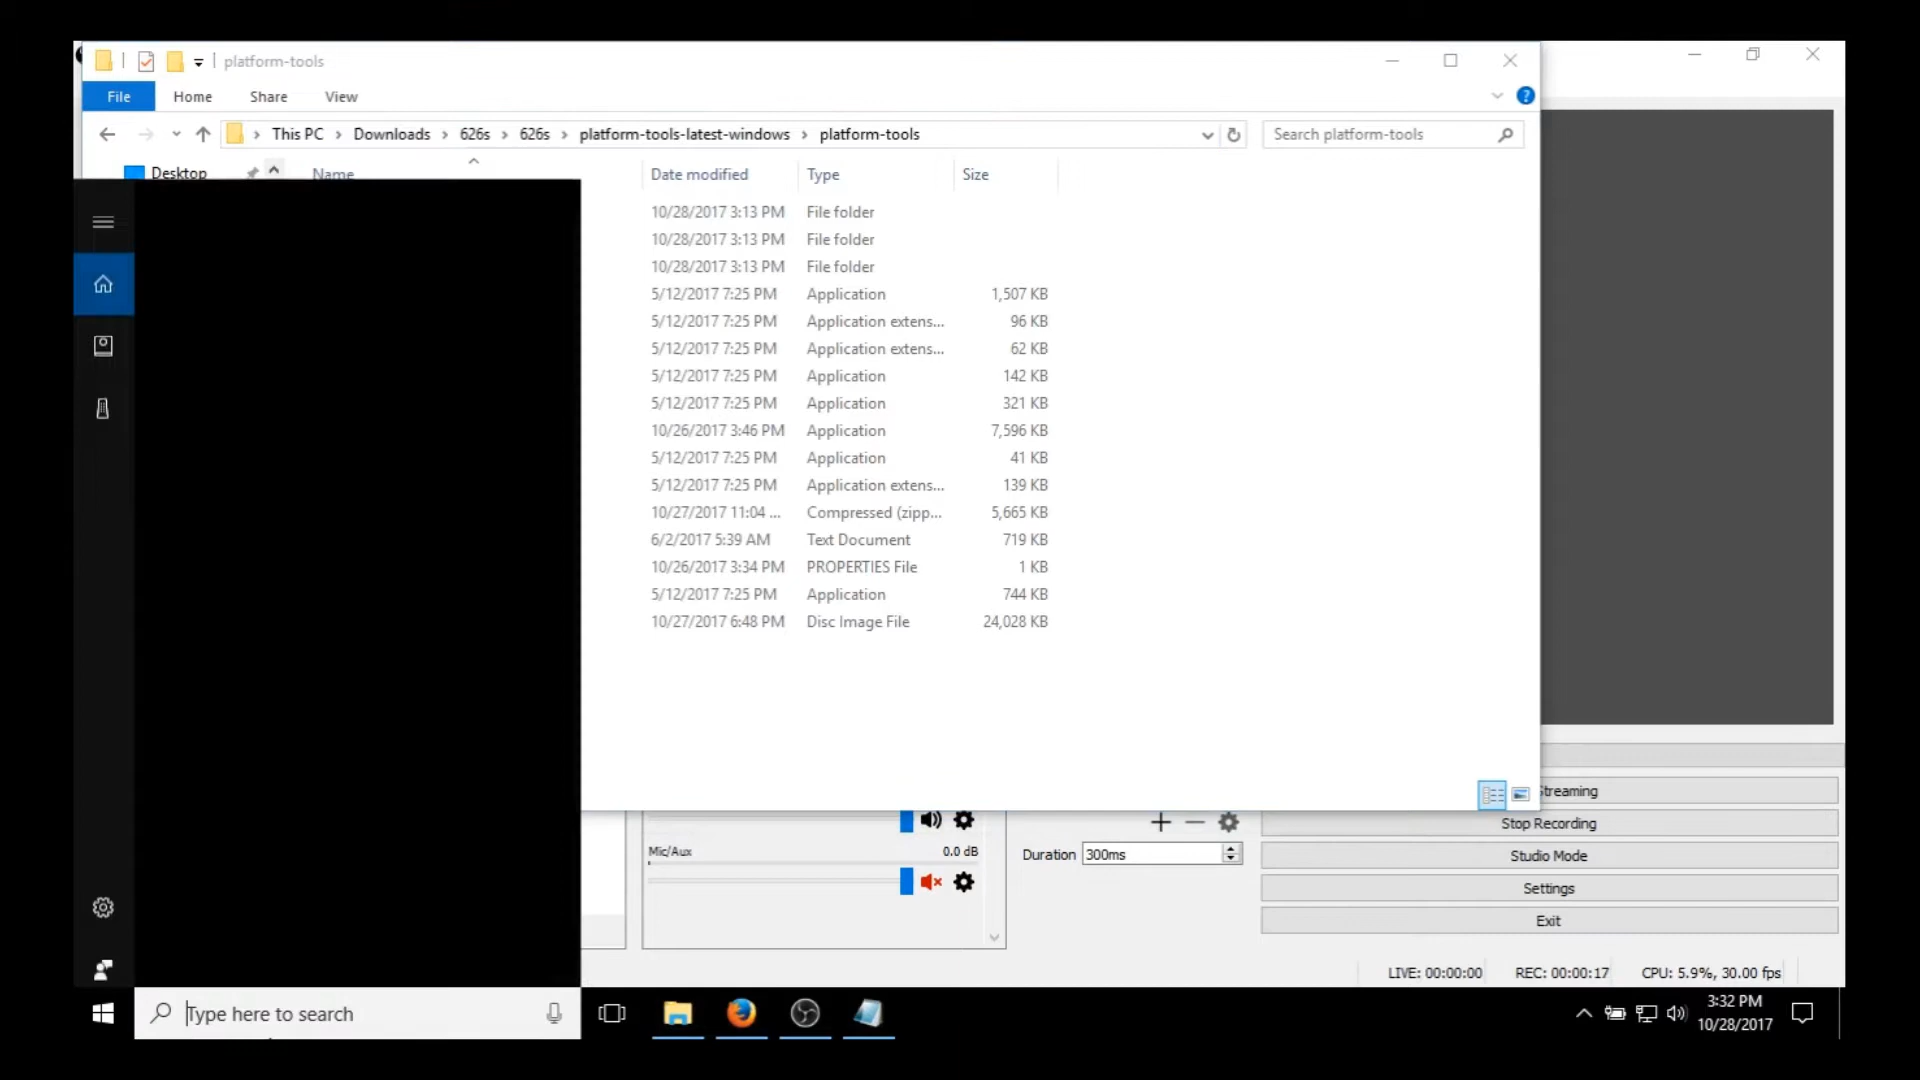 platform-tools
File Home Share View
This PC Downloads 626s 626s platform-tools-latest-windows platform-tools Search platform-tools
Desktop Name Date modified Type Size
10/28/2017 3:13 PM File folder
10/28/2017 3:13 PM File folder
10/28/2017 3:13 PM File folder
5/12/2017 7:25 PM Application 1,507 KB
5/12/2017 7:25 PM Application extens... 96 KB
5/12/2017 7:25 PM Application extens... 62 KB
5/12/2017 7:25 PM Application 142 KB
5/12/2017 7:25 PM Application 321 KB
10/26/2017 3:46 PM Application 7,596 KB
5/12/2017 7:25 PM Application 41 KB
5/12/2017 7:25 PM Application extens... 139 KB
10/27/2017 11:04 ... Compressed (zipp... 5,665 KB
6/2/2017 5:39 AM Text Document 719 KB
10/26/2017 3:34 PM PROPERTIES File 1 KB
5/12/2017 7:25 PM Application 744 KB
10/27/2017 6:48 PM Disc Image File 24,028 KB
Streaming
Stop Recording
Mic/Aux 0.0 dB
Duration 300ms
Studio Mode
Settings
Exit
LIVE: 00:00:00 REC: 00:00:17 CPU: 5.9%, 30.00 fps
Type here to search
3:32 PM
10/28/2017